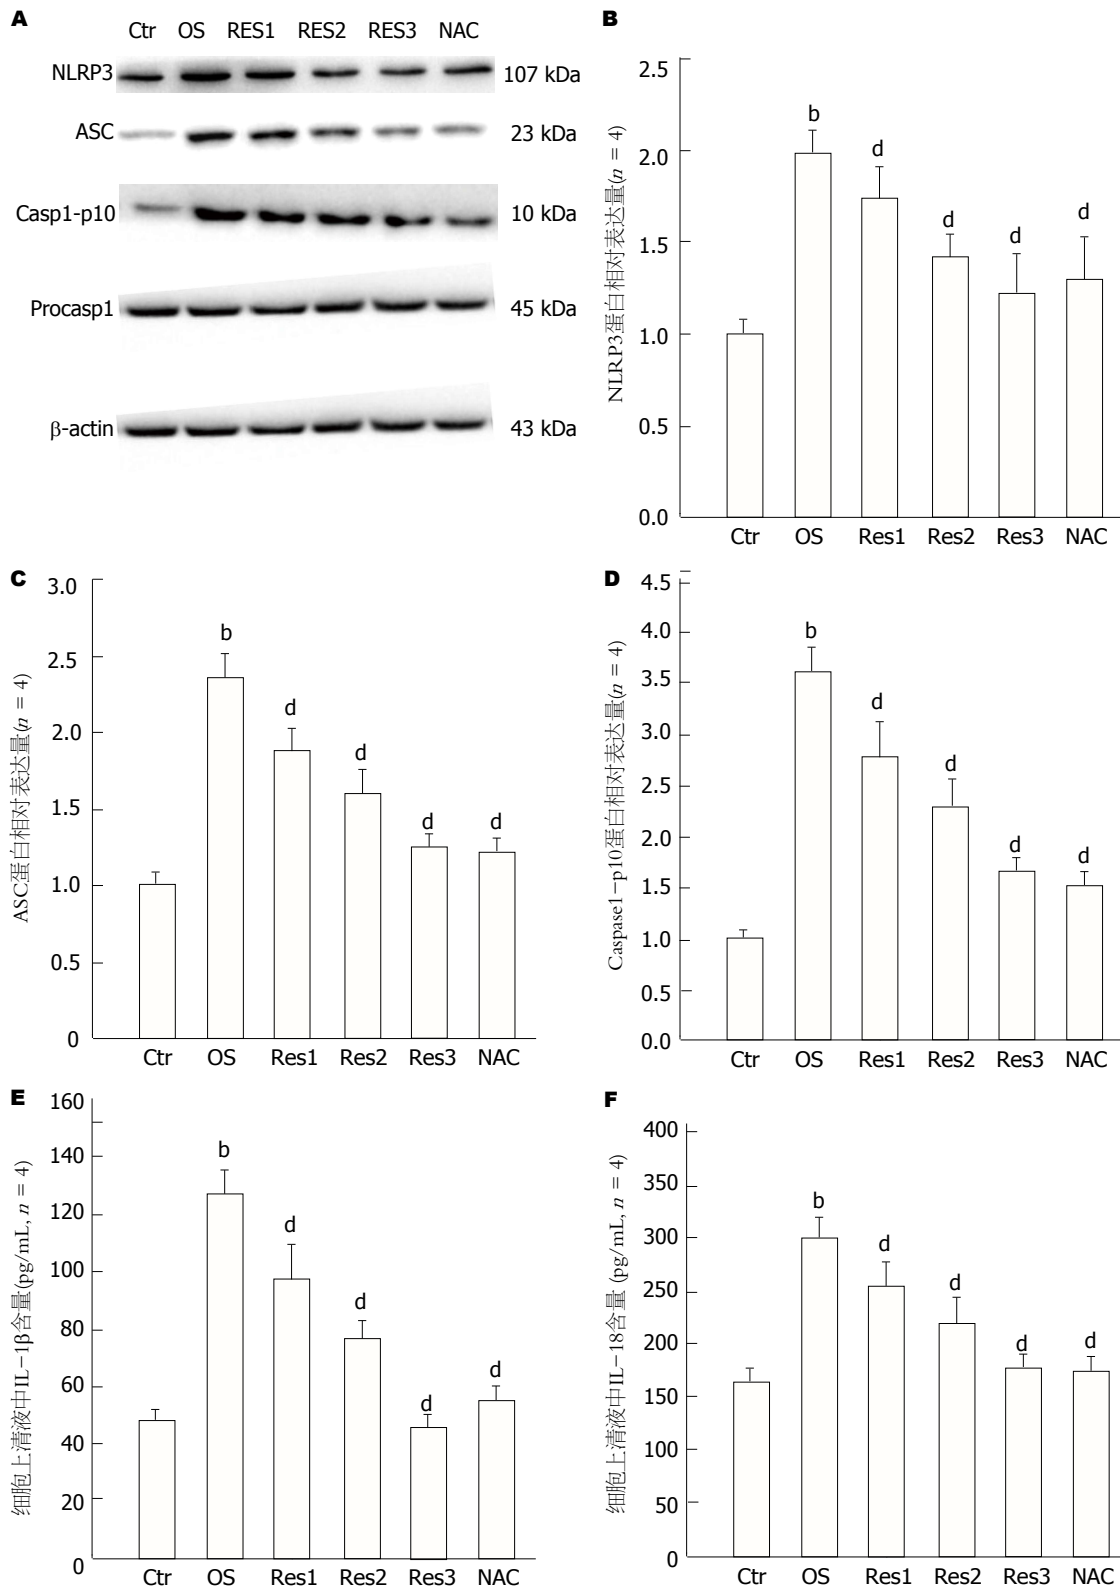 A
Ctr OS RES1 RES2 RES3 NAC
NLRP3 107 kDa
ASC 23 kDa
Casp1-p10 10 kDa
Procasp1 45 kDa
β-actin 43 kDa
B
NLRP3蛋白相对表达量(n = 4)
2.5
2.0
1.5
1.0
0.5
0.0
b
d
d
d
d
Ctr OS Res1 Res2 Res3 NAC
C
ASC蛋白相对表达量(n = 4)
3.0
2.5
2.0
1.5
1.0
0.5
0
b
d
d
d
d
Ctr OS Res1 Res2 Res3 NAC
D
Caspase1-p10蛋白相对表达量(n = 4)
4.5
4.0
3.5
3.0
2.5
2.0
1.5
1.0
0.5
0.0
b
d
d
d
d
Ctr OS Res1 Res2 Res3 NAC
E
细胞上清液中IL-1β含量(pg/mL, n = 4)
160
140
120
100
80
60
40
20
0
b
d
d
d
d
Ctr OS Res1 Res2 Res3 NAC
F
细胞上清液中IL-18含量 (pg/mL, n = 4)
400
350
300
250
200
150
100
50
0
b
d
d
d
d
Ctr OS Res1 Res2 Res3 NAC